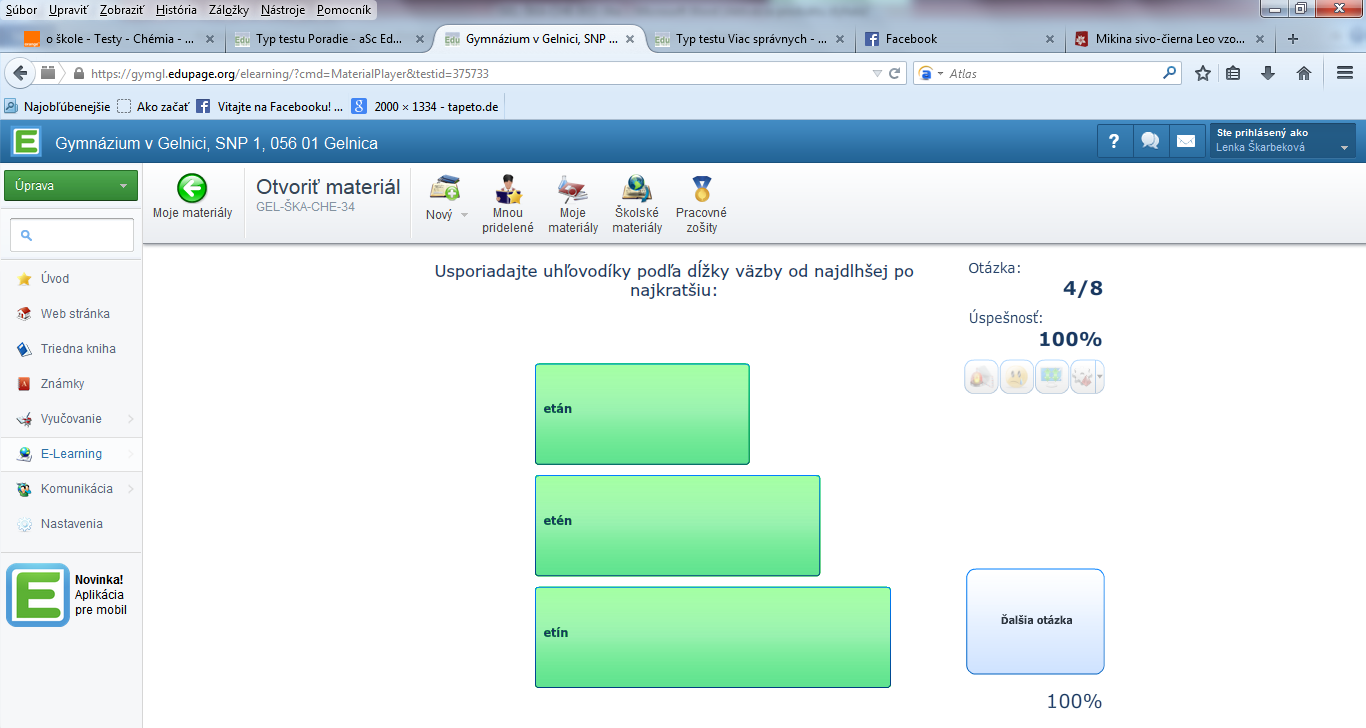 Súbor Upraviť Zobraziť História Záložky Nástroje Pomocník
o škole - Testy - Chémia - ... Typ testu Poradie - aSc Ed... Gymnázium v Gelnici, SNP ... Typ testu Viac správnych - ... Facebook Mikina sivo-čierna Leo vzo...
https://gymgl.edupage.org/elearning/?cmd=MaterialPlayer&testid=375733 Atlas
Najobľúbenejšie Ako začať Vitajte na Facebooku! ... 2000 × 1334 - tapeto.de
E Gymnázium v Gelnici, SNP 1, 056 01 Gelnica ? Ste prihlásený ako
Lenka Škarbeková
Úprava
Moje materiály
Otvoriť materiál
GEL-ŠKA-CHE-34
Nový
Mnou
pridelené
Moje
materiály
Školské
materiály
Pracovné
zošity
Úvod
Web stránka
Triedna kniha
Známky
Vyučovanie
E-Learning
Komunikácia
Nastavenia
E
Novinka!
Aplikácia
pre mobil
Usporiadajte uhľovodíky podľa dĺžky väzby od najdlhšej po
najkratšiu:
etán
etén
etín
Otázka:
4/8
Úspešnosť:
100%
Ďalšia otázka
100%